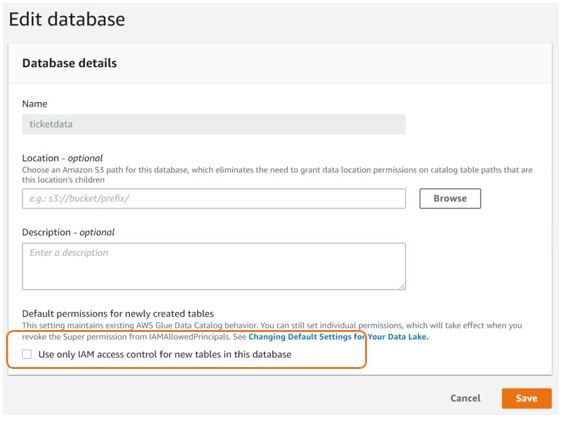 Edit database
Database details
Name
ticketdata
Location - optional
Choose an Amazon S3 path for this database, which eliminates the need to grant data location permissions on catalog table paths that are
this location's children
e.g.: s3://bucket/prefix/
Browse
Description - optional
Enter a description
Default permissions for newly created tables
This setting maintains existing AWS Glue Data Catalog behavior. You can still set individual permissions, which will take effect when you
revoke the Super permission from IAMAllowedPrincipals. See Changing Default Settings for Your Data Lake.
Use only IAM access control for new tables in this database
Cancel
Save